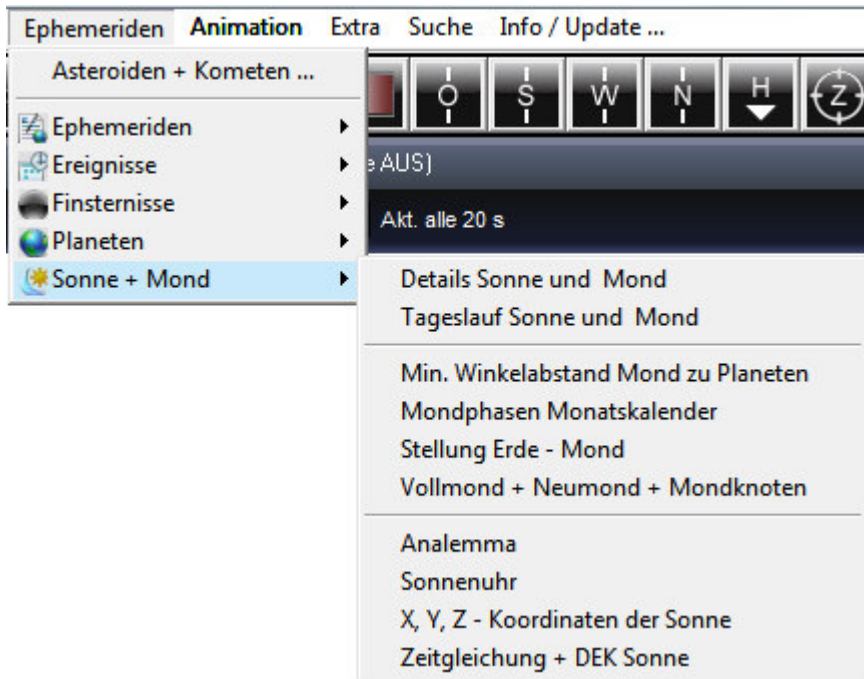 Ephemeriden Animation Extra Suche Info / Update ...
Asteroiden + Kometen ...
O S W N H Z
Ephemeriden
Ereignisse
e AUS)
Finsternisse
Akt. alle 20 s
Planeten
Sonne + Mond
Details Sonne und Mond
Tageslauf Sonne und Mond
Min. Winkelabstand Mond zu Planeten
Mondphasen Monatskalender
Stellung Erde - Mond
Vollmond + Neumond + Mondknoten
Analemma
Sonnenuhr
X, Y, Z - Koordinaten der Sonne
Zeitgleichung + DEK Sonne